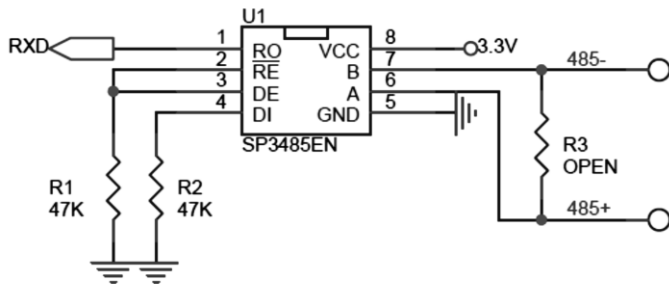 U1
RXD
1
RO
VCC
8
3.3V
2
RE
B
7
485-
3
DE
A
6
4
DI
GND
5
SP3485EN
R3
OPEN
R1
47K
R2
47K
485+